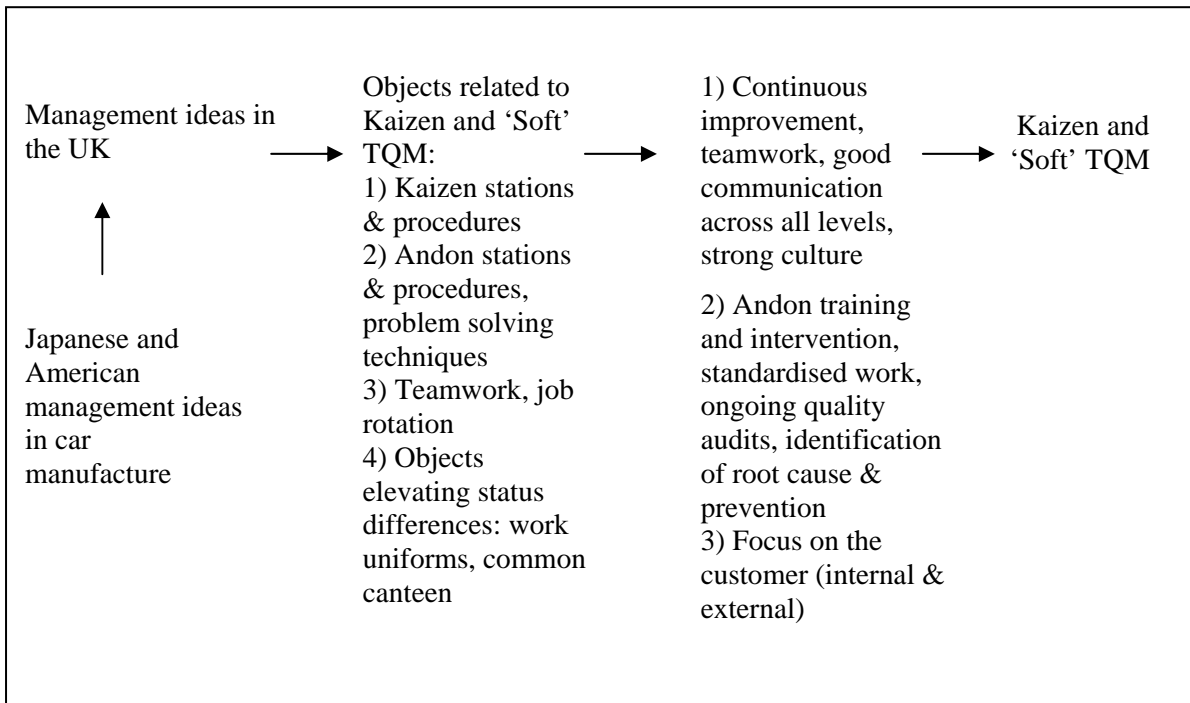 Management ideas in
the UK
Japanese and
American
management ideas
in car
manufacture
Objects related to
Kaizen and ‘Soft’
TQM:
1) Kaizen stations
& procedures
2) Andon stations
& procedures,
problem solving
techniques
3) Teamwork, job
rotation
4) Objects
elevating status
differences: work
uniforms, common
canteen
1) Continuous
improvement,
teamwork, good
communication
across all levels,
strong culture
2) Andon training
and intervention,
standardised work,
ongoing quality
audits, identification
of root cause &
prevention
3) Focus on the
customer (internal &
external)
Kaizen and
‘Soft’ TQM